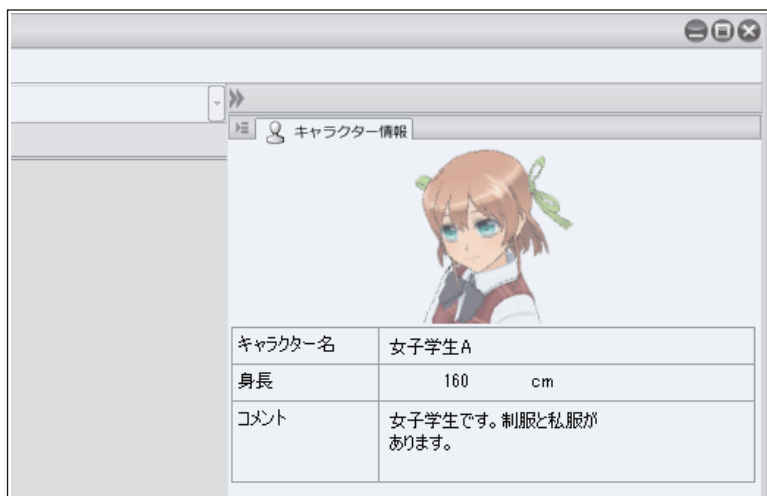 キャラクター情報
キャラクター名 女子学生A
身長 160 cm
コメント 女子学生です。制服と私服が
あります。